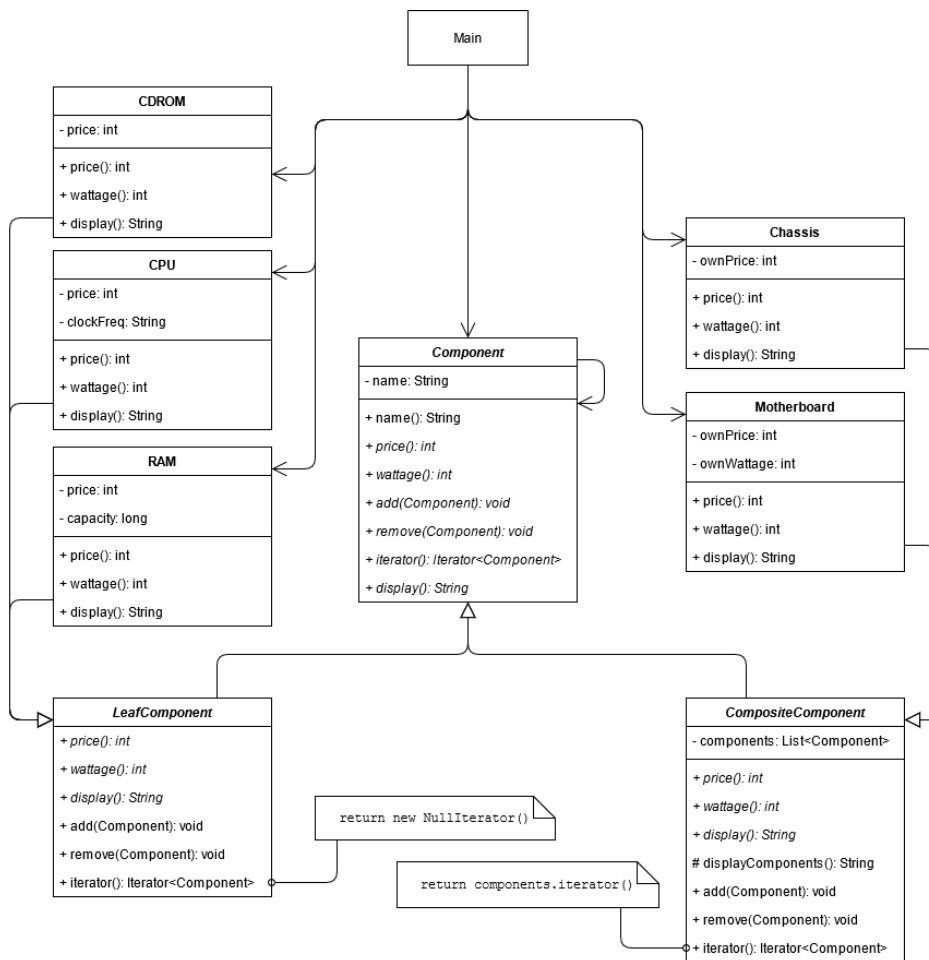 Main
CDROM
- price: int
+ price(): int
+ wattage(): int
+ display(): String
CPU
- price: int
- clockFreq: String
+ price(): int
+ wattage(): int
+ display(): String
RAM
- price: int
- capacity: long
+ price(): int
+ wattage(): int
+ display(): String
Component
- name: String
+ name(): String
+ price(): int
+ wattage(): int
+ add(Component): void
+ remove(Component): void
+ iterator(): Iterator<Component>
+ display(): String
Chassis
- ownPrice: int
+ price(): int
+ wattage(): int
+ display(): String
Motherboard
- ownPrice: int
- ownWattage: int
+ price(): int
+ wattage(): int
+ display(): String
LeafComponent
+ price(): int
+ wattage(): int
+ display(): String
+ add(Component): void
+ remove(Component): void
+ iterator(): Iterator<Component>
return new NullIterator()
return components.iterator()
CompositeComponent
- components: List<Component>
+ price(): int
+ wattage(): int
+ display(): String
# displayComponents(): String
+ add(Component): void
+ remove(Component): void
+ iterator(): Iterator<Component>